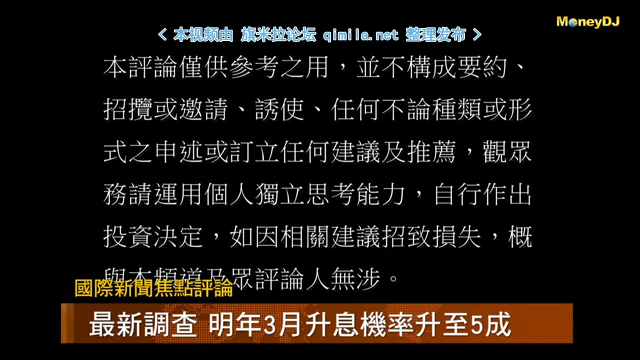 < 本视频由 旗米拉论坛 qimila.net 整理发布 >
MoneyDJ
本評論僅供參考之用，並不構成要約、
招攬或邀請、誘使、任何不論種類或形
式之申述或訂立任何建議及推薦，觀眾
務請運用個人獨立思考能力，自行作出
投資決定，如因相關建議招致損失，概
與本頻道及眾評論人無涉。
國際新聞焦點評論
最新調查 明年3月升息機率升至5成